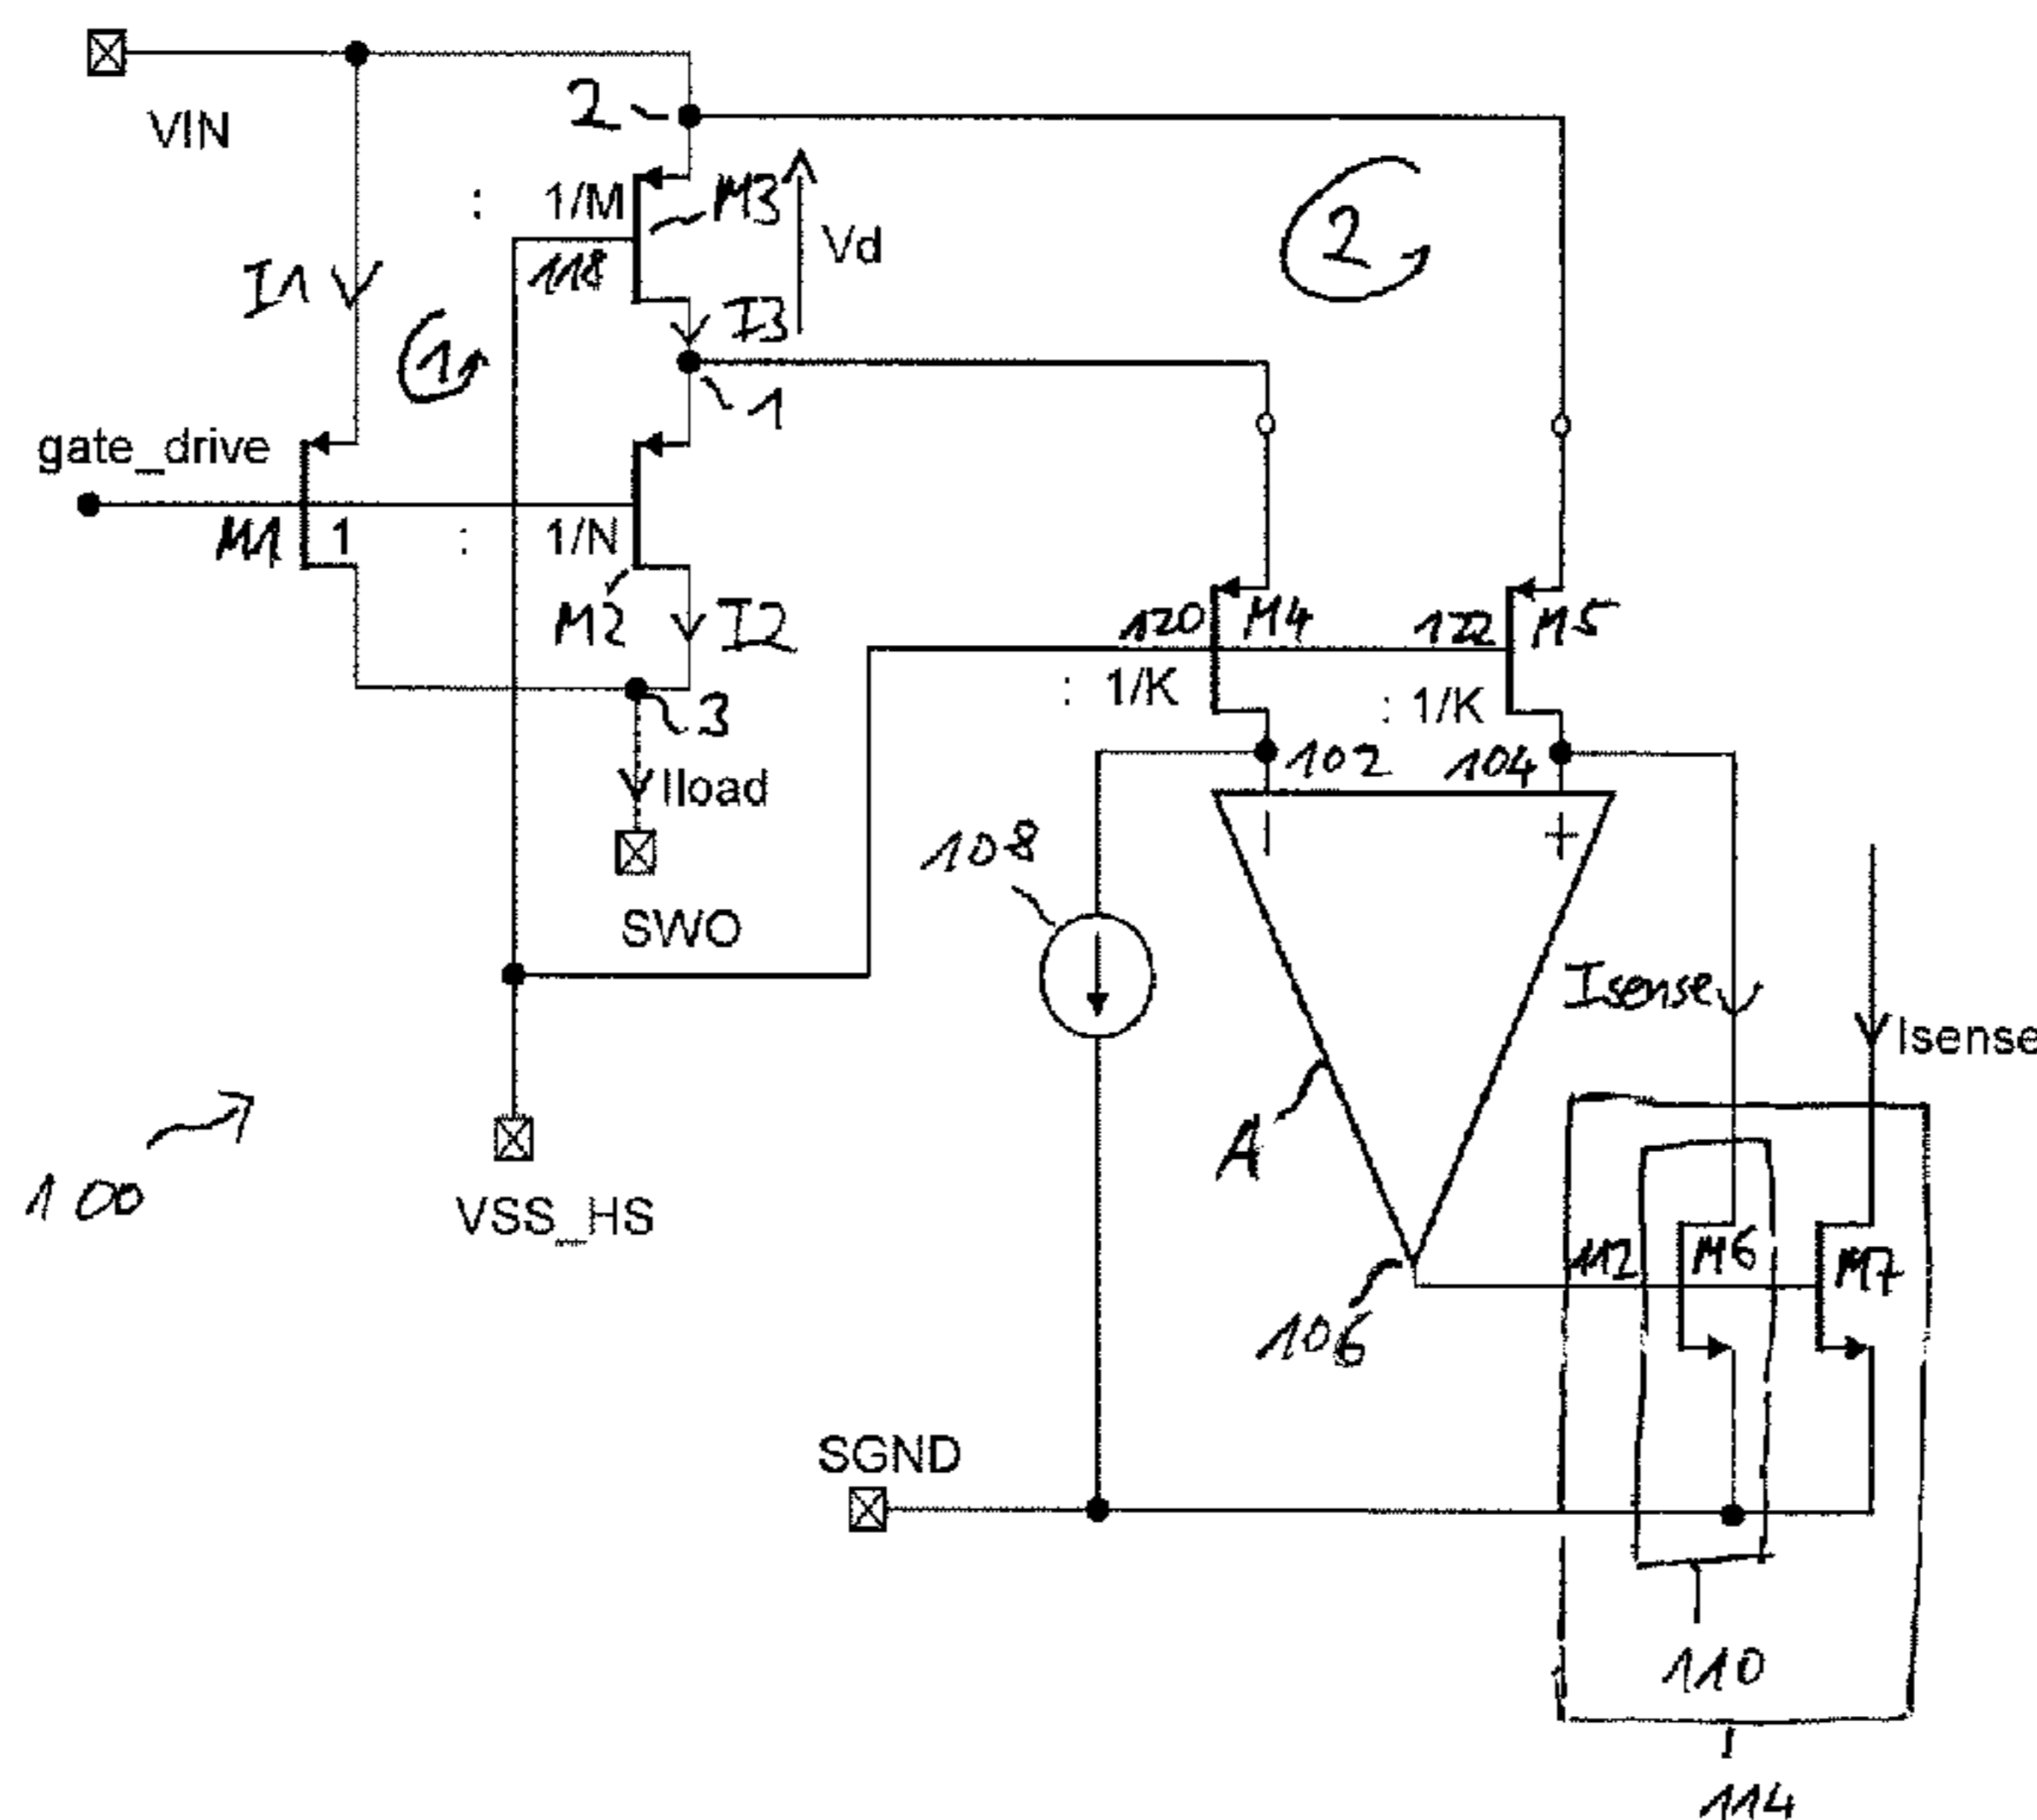 VIN
2
: 1/M
M3
Vd
118
I1
I3
1
2
1
gate_drive
M1
1
: 1/N
M2
I2
3
Iload
SWO
120
M4
122
M5
: 1/K
: 1/K
102
104
108
-
+
Isense
Isense
A
100
VSS_HS
112
M6
M7
106
SGND
110
114